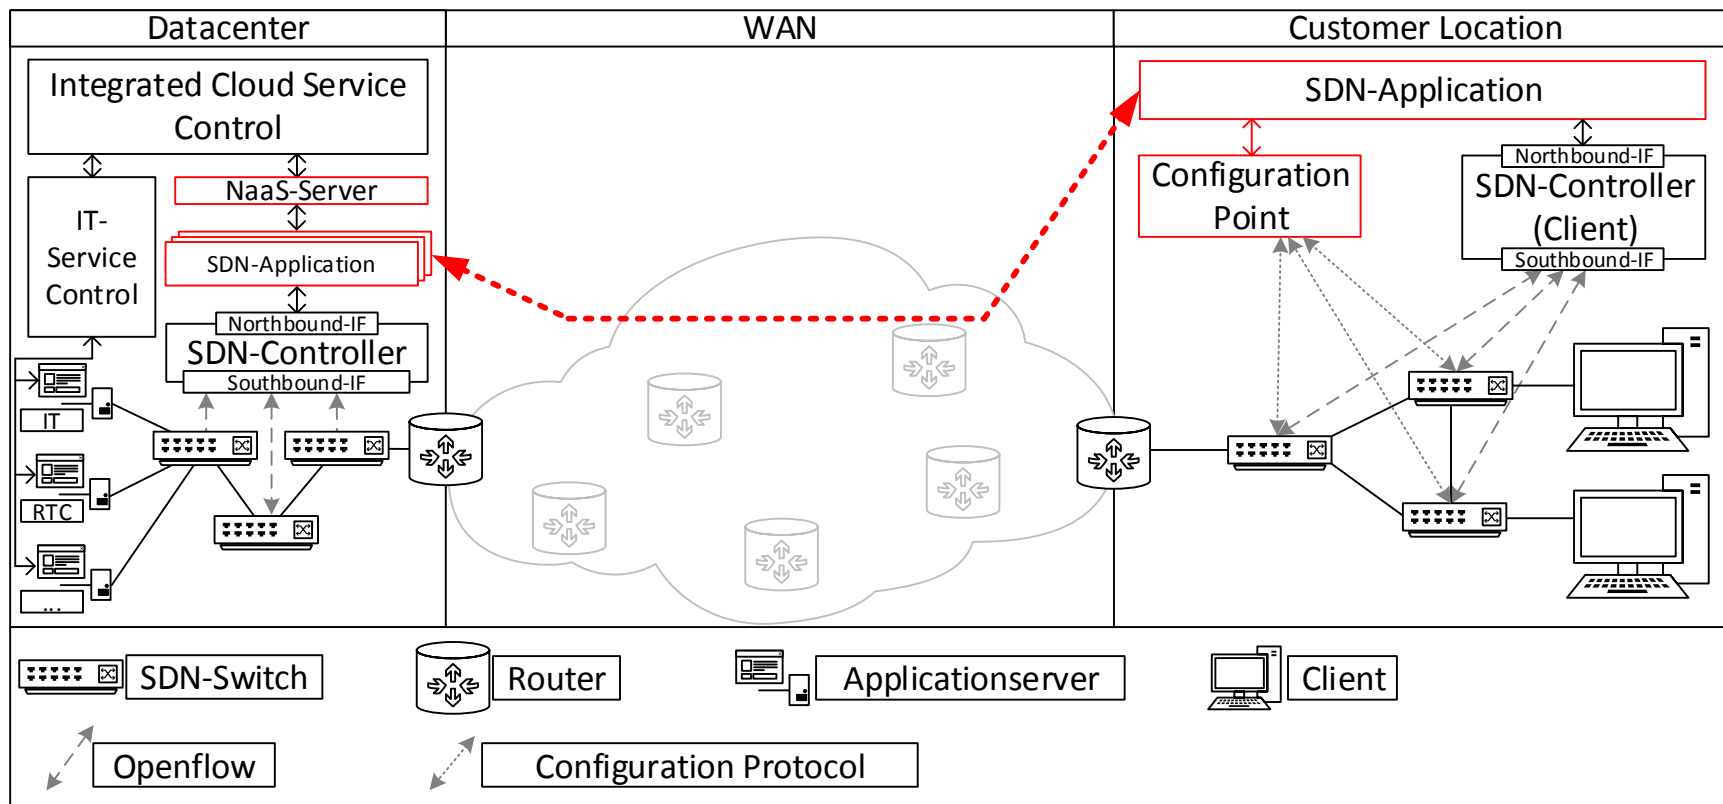 Datacenter
WAN
Customer Location
Integrated Cloud Service
Control
IT-
Service
Control
NaaS-Server
SDN-Application
Northbound-IF
SDN-Controller
Southbound-IF
IT
RTC
...
SDN-Application
Configuration
Point
Northbound-IF
SDN-Controller
(Client)
Southbound-IF
SDN-Switch
Router
Applicationserver
Client
Openflow
Configuration Protocol